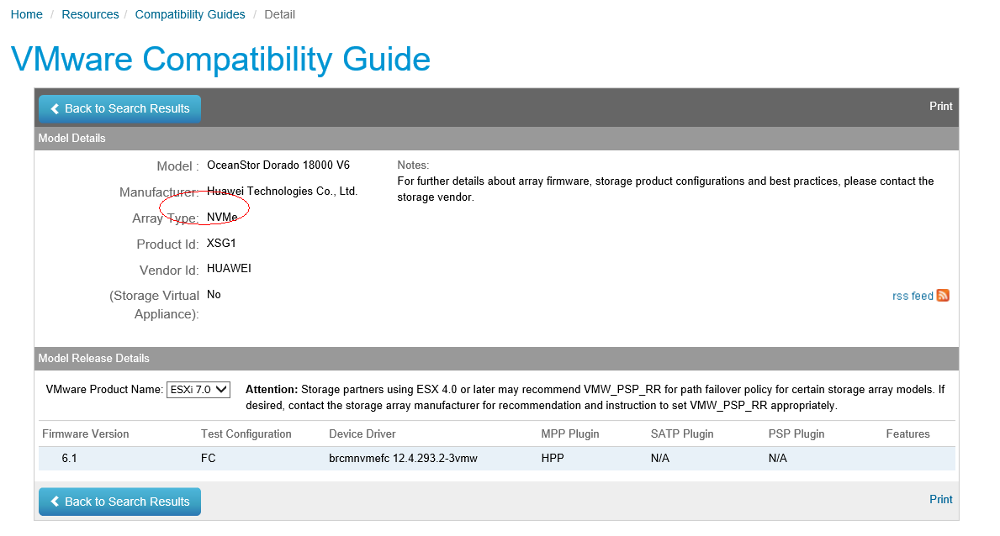 Home / Resources / Compatibility Guides / Detail
VMware Compatibility Guide
Back to Search Results Print
Model Details
Model : OceanStor Dorado 18000 V6
Manufacturer: Huawei Technologies Co., Ltd.
Array Type: NVMe
Product Id: XSG1
Vendor Id: HUAWEI
(Storage Virtual No
Appliance):
Notes:
For further details about array firmware, storage product configurations and best practices, please contact the
storage vendor.
rss feed
Model Release Details
VMware Product Name: ESXi 7.0
Attention: Storage partners using ESX 4.0 or later may recommend VMW_PSP_RR for path failover policy for certain storage array models. If
desired, contact the storage array manufacturer for recommendation and instruction to set VMW_PSP_RR appropriately.
Firmware Version Test Configuration Device Driver MPP Plugin SATP Plugin PSP Plugin Features
6.1 FC brcmnvmefc 12.4.293.2-3vmw HPP N/A N/A
Back to Search Results Print